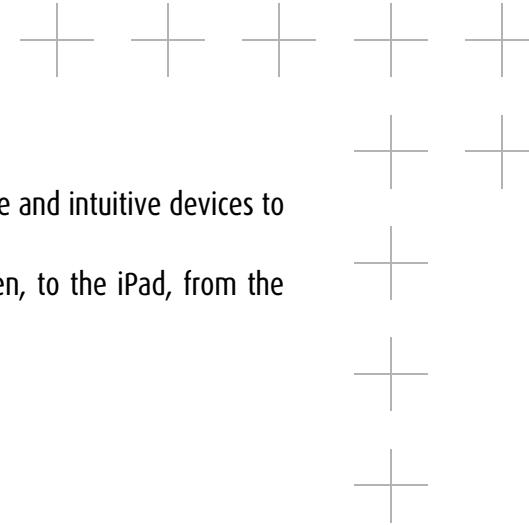 e and intuitive devices to
en, to the iPad, from the